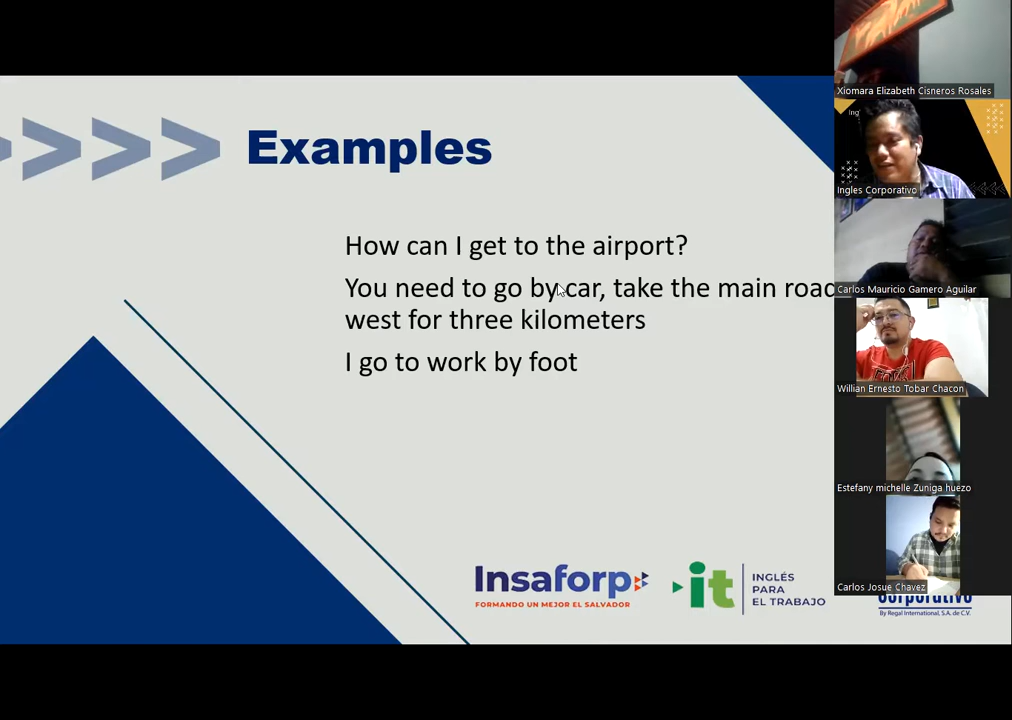 Examples
How can I get to the airport?
You need to go by car, take the main road
west for three kilometers
I go to work by foot
Insaforp
FORMANDO UN MEJOR EL SALVADOR
it
INGLÉS
PARA
EL TRABAJO
Corporativo
By Regal International, S.A. de C.V.
Xiomara Elizabeth Cisneros Rosales
Ing
Ingles Corporativo
Carlos Mauricio Gamero Aguilar
Willian Ernesto Tobar Chacon
Estefany michelle Zuniga huezo
Carlos Josue Chavez